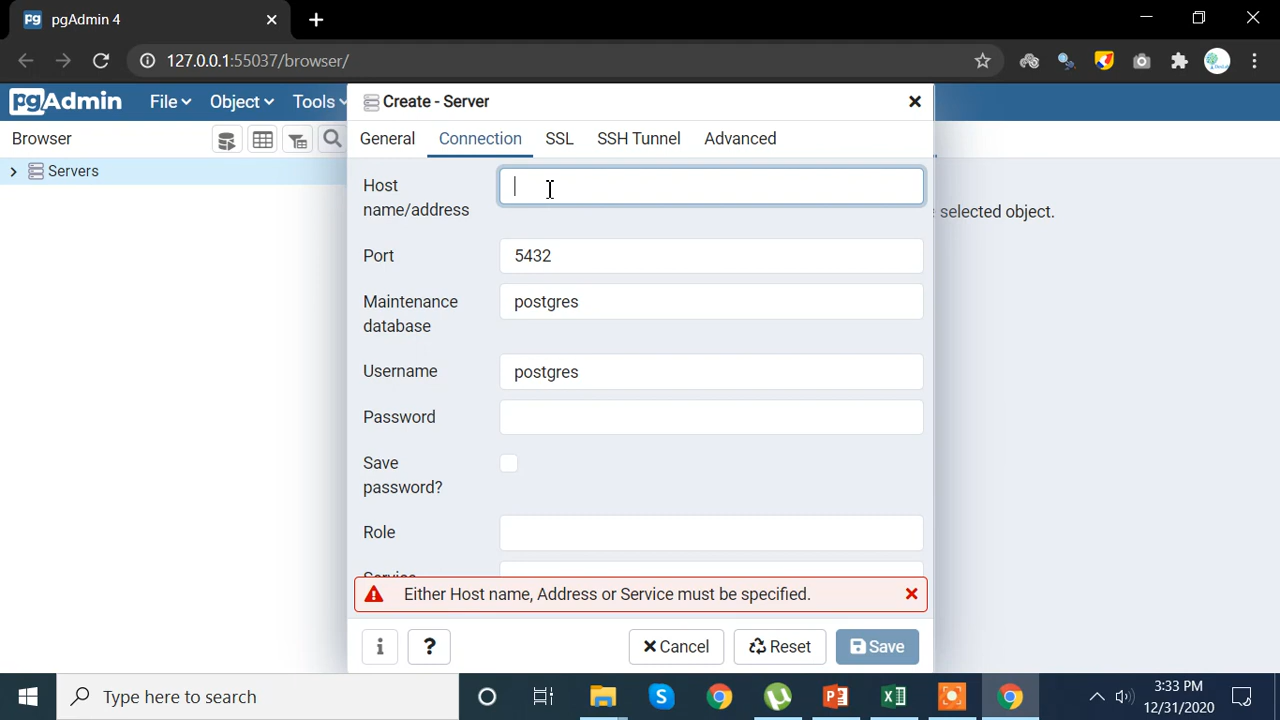 pgAdmin 4
127.0.0.1:55037/browser/
pgAdmin File Object Tools
Create - Server
Browser
General Connection SSL SSH Tunnel Advanced
Servers
Host
name/address
selected object.
Port 5432
Maintenance
database
postgres
Username postgres
Password
Save
password?
Role
Service
Either Host name, Address or Service must be specified.
Cancel Reset Save
Type here to search
3:33 PM
12/31/2020